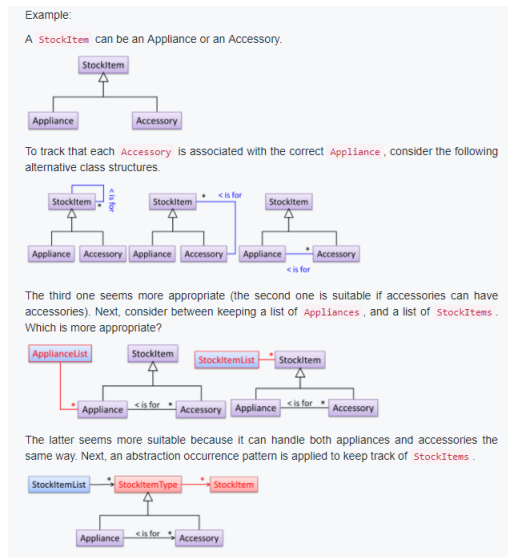 Example:
A StockItem can be an Appliance or an Accessory.
StockItem
Appliance
Accessory
To track that each Accessory is associated with the correct Appliance , consider the following
alternative class structures.
StockItem
*
< is for
Appliance
Accessory
StockItem
*
< is for
Appliance
Accessory
StockItem
Appliance
*
Accessory
< is for
The third one seems more appropriate (the second one is suitable if accessories can have
accessories). Next, consider between keeping a list of Appliances , and a list of StockItems .
Which is more appropriate?
ApplianceList
StockItem
*
Appliance
< is for
*
Accessory
StockItemList
*
StockItem
Appliance
< is for
*
Accessory
The latter seems more suitable because it can handle both appliances and accessories the
same way. Next, an abstraction occurrence pattern is applied to keep track of StockItems .
StockItemList
*
StockItemType
*
StockItem
Appliance
< is for
*
Accessory